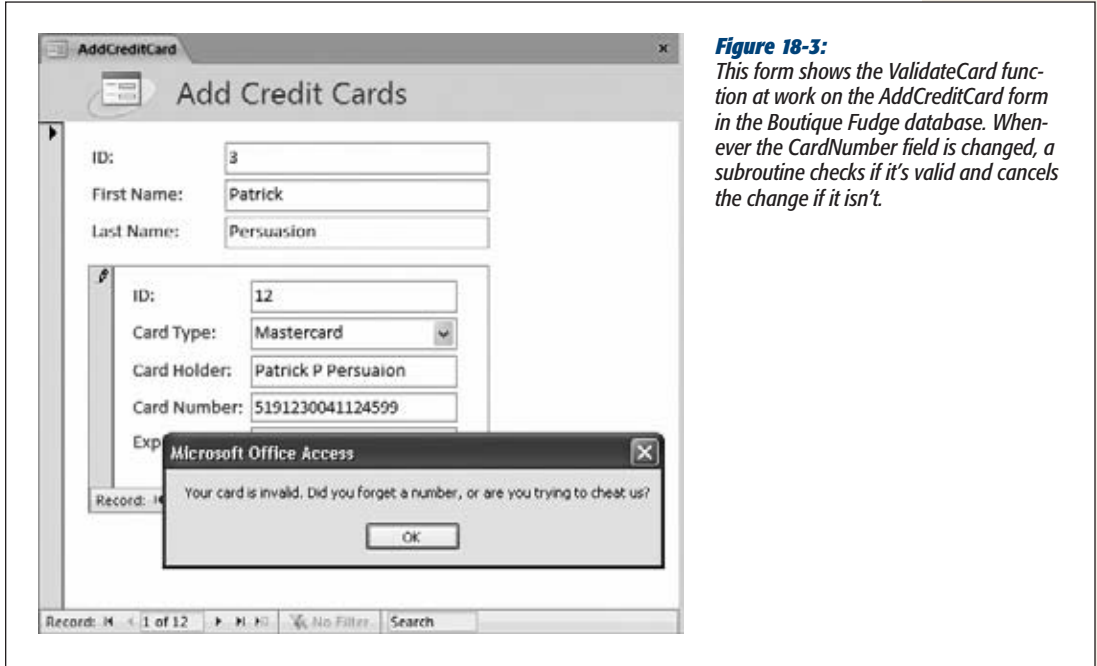 AddCreditCard
Add Credit Cards
ID: 3
First Name: Patrick
Last Name: Persuasion
ID: 12
Card Type: Mastercard
Card Holder: Patrick P Persuaion
Card Number: 5191230041124599
Exp
Microsoft Office Access
Your card is invalid. Did you forget a number, or are you trying to cheat us?
OK
Record:
Record: 1 of 12 No Filter Search
Figure 18-3:
This form shows the ValidateCard func-
tion at work on the AddCreditCard form
in the Boutique Fudge database. When-
ever the CardNumber field is changed, a
subroutine checks if it's valid and cancels
the change if it isn't.